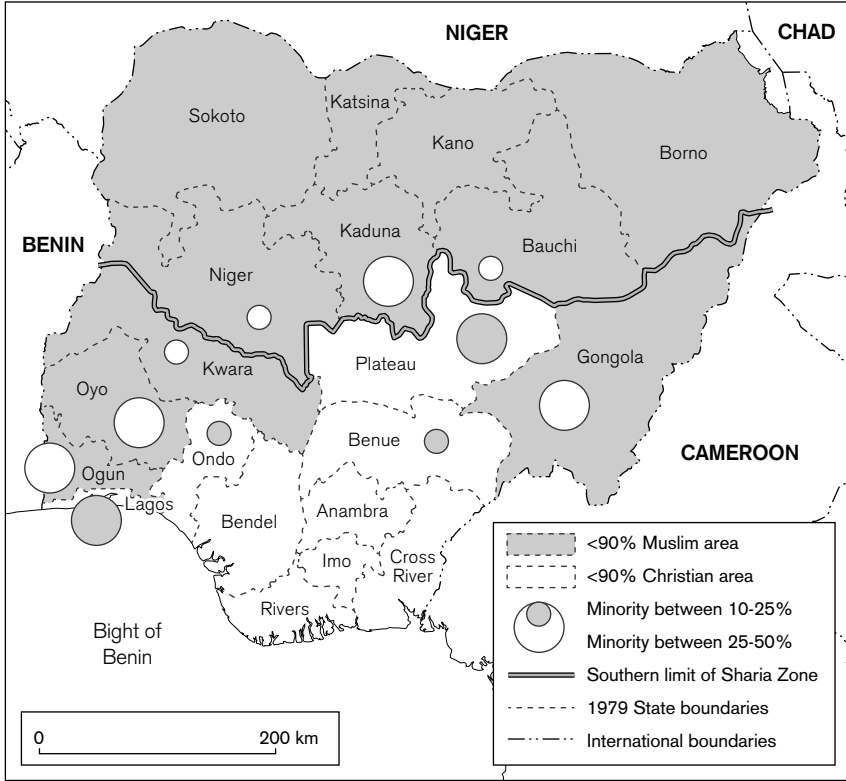 NIGER
CHAD
Katsina
Sokoto
Kano
Borno
BENIN
Kaduna
Bauchi
Niger
Gongola
Plateau
Kwara
Oyo
Benue
Ondo
CAMEROON
Ogun
Lagos
Bendel
Anambra
Imo
Cross
River
Rivers
Bight of
Benin
<90% Muslim area
<90% Christian area
Minority between 10-25%
Minority between 25-50%
Southern limit of Sharia Zone
1979 State boundaries
International boundaries
0
200 km